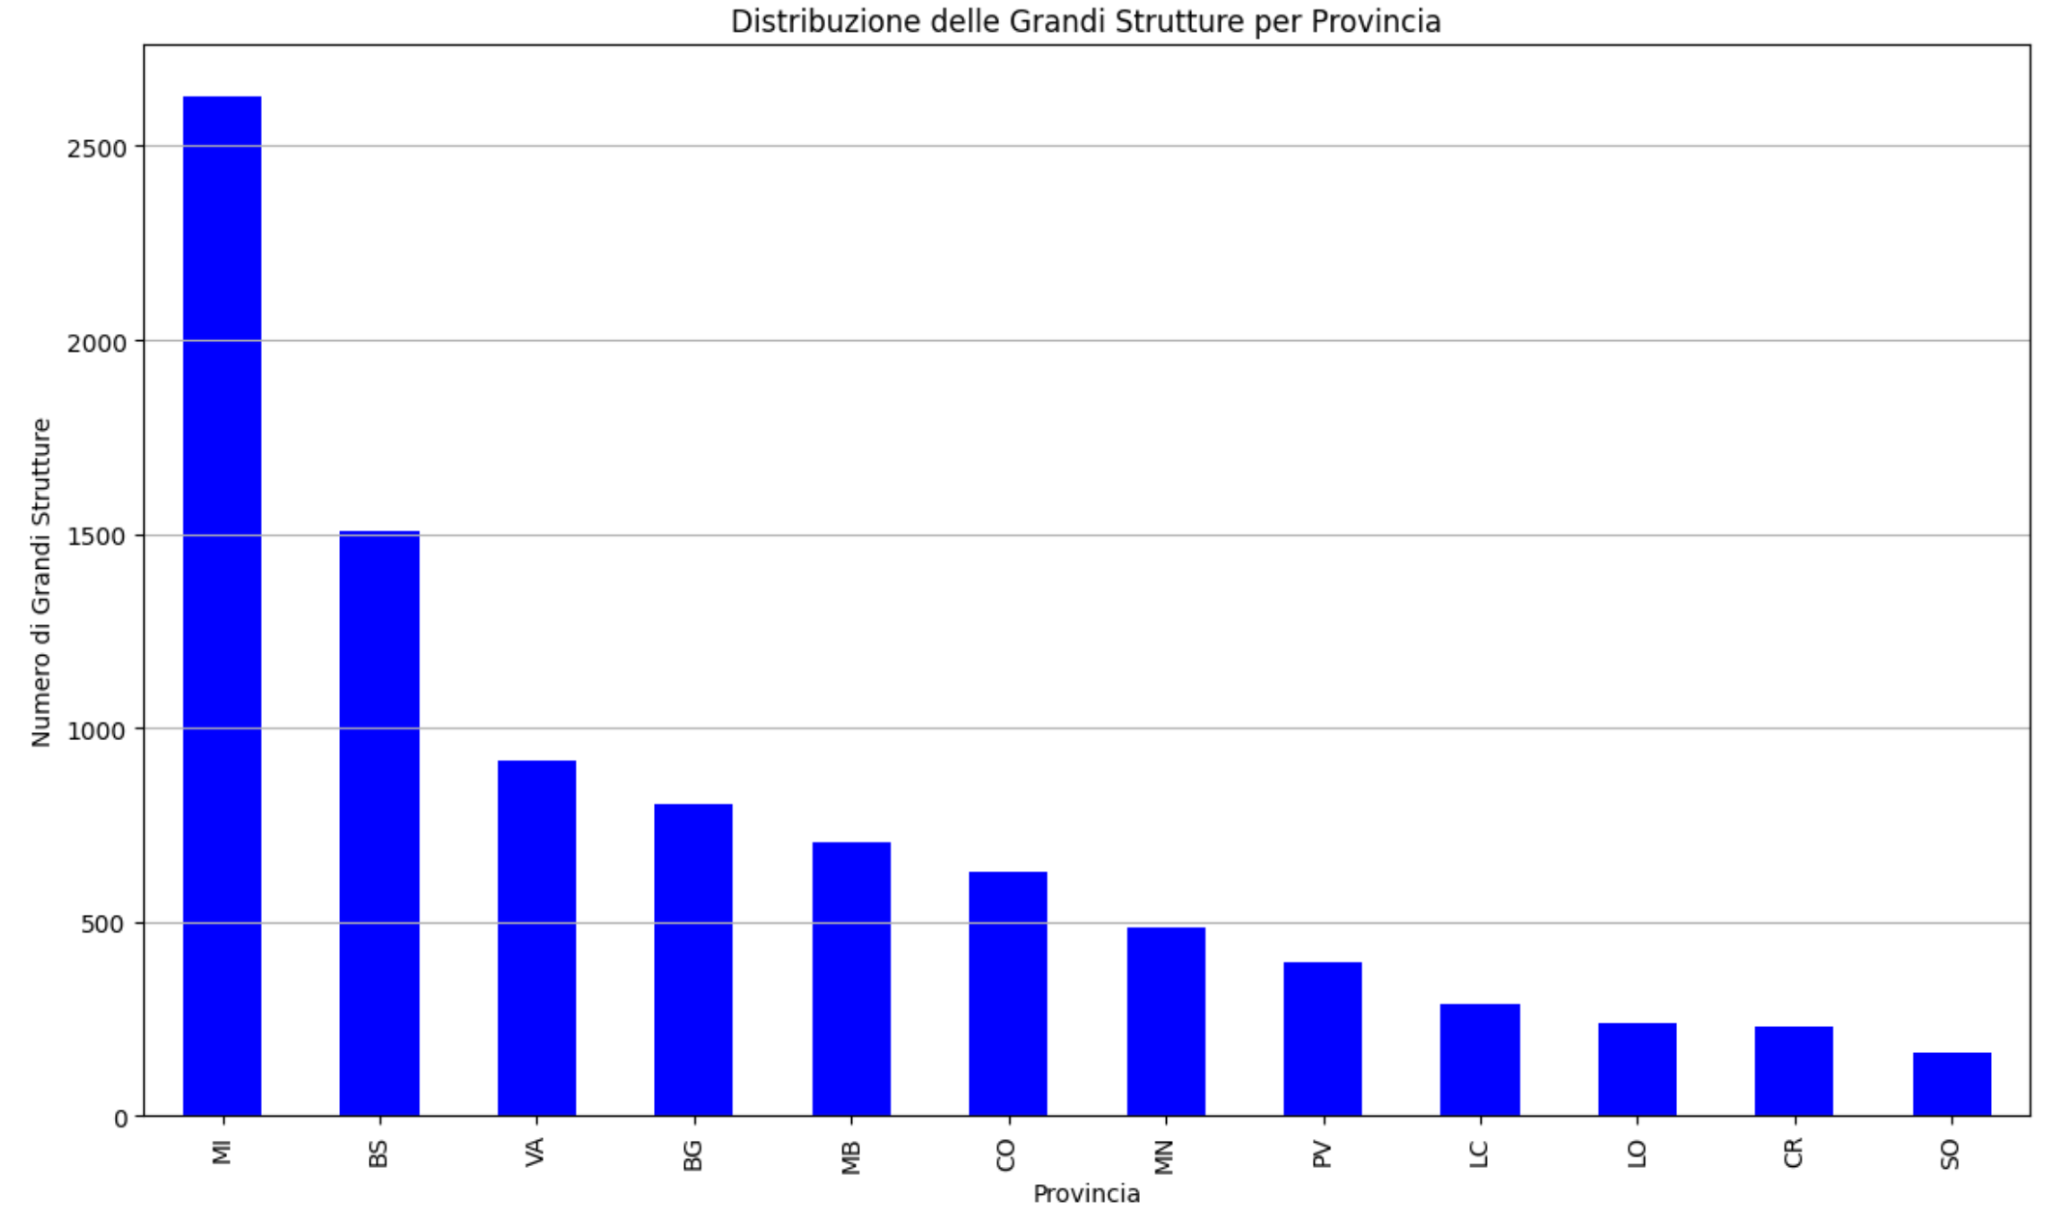 Distribuzione delle Grandi Strutture per Provincia
Numero di Grandi Strutture
2500
2000
1500
1000
500
0
MI BS VA BG MB CO MN PV LC LO CR SO
Provincia